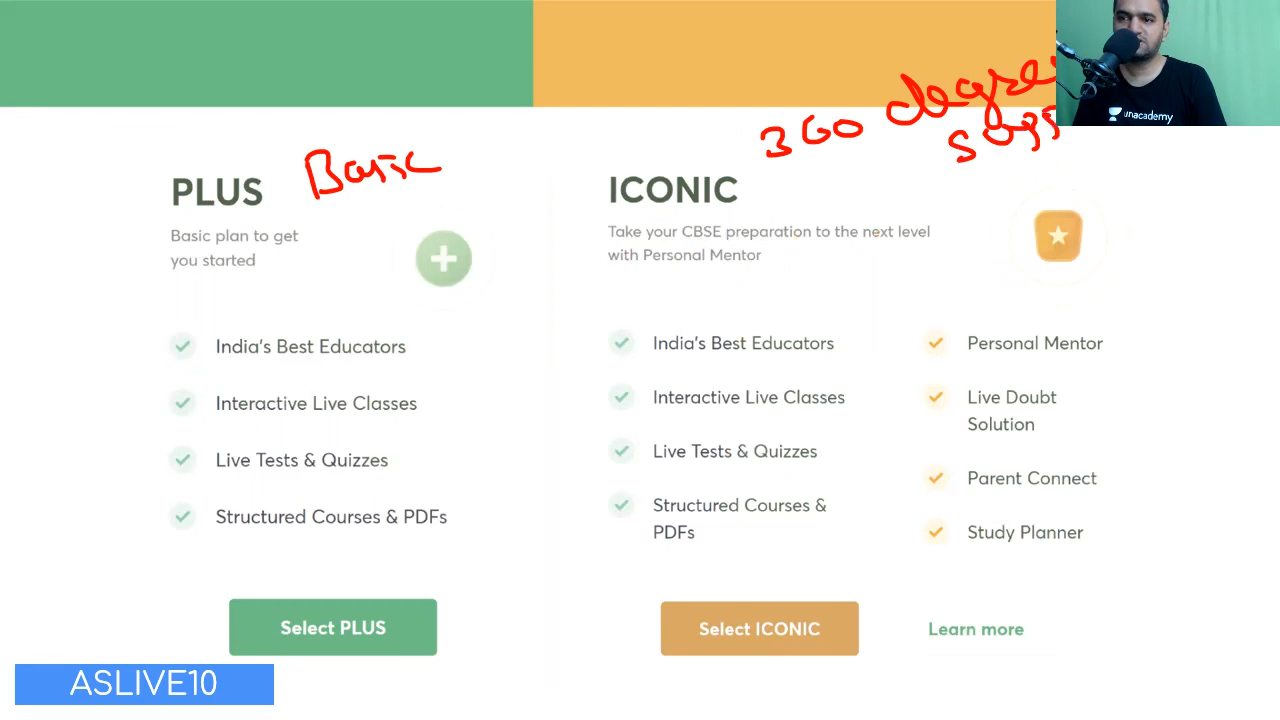 360 degree
unacademy
Basic
PLUS
Basic plan to get
you started
India's Best Educators
Interactive Live Classes
Live Tests & Quizzes
Structured Courses & PDFs
Select PLUS
ICONIC
Take your CBSE preparation to the next level
with Personal Mentor
India's Best Educators
Interactive Live Classes
Live Tests & Quizzes
Structured Courses &
PDFs
Personal Mentor
Live Doubt
Solution
Parent Connect
Study Planner
Select ICONIC
Learn more
ASLIVE10